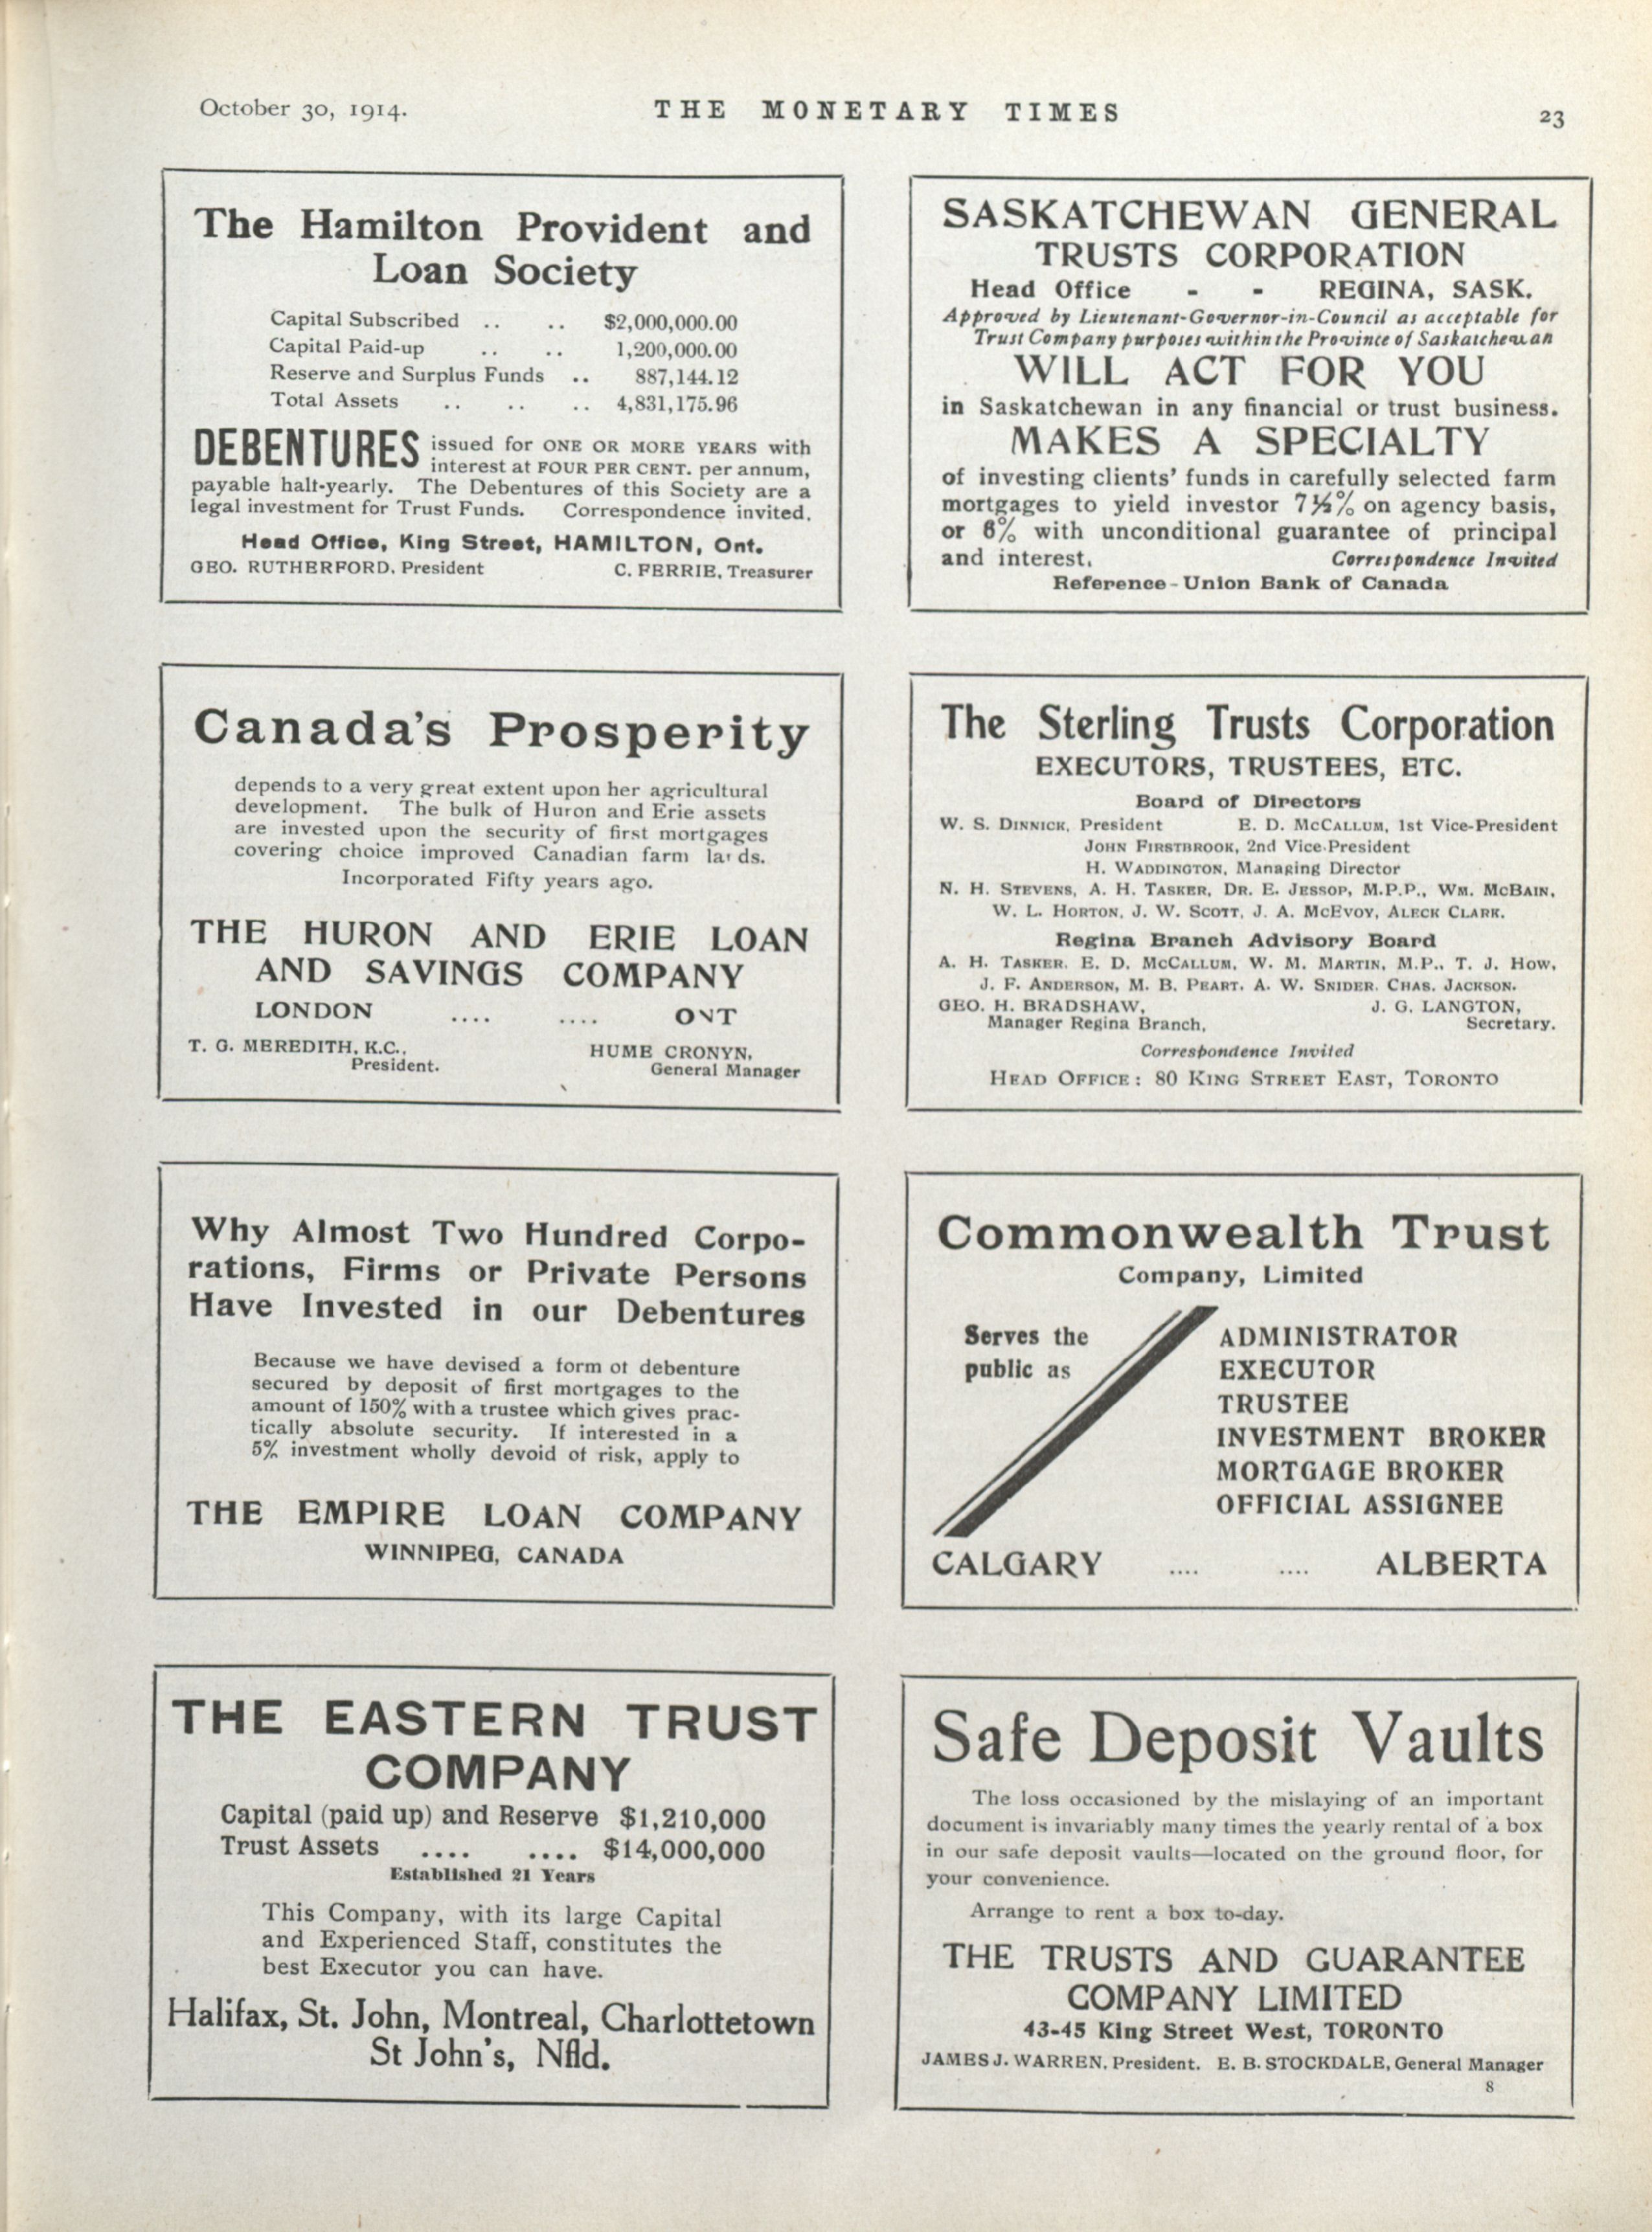 October 30, 1914.
THE MONETARY TIMES
23
The Hamilton Provident and
Loan Society
Capital Subscribed .. .. $2,000,000.00
Capital Paid-up .. .. 1,200,000.00
Reserve and Surplus Funds .. 887,144.12
Total Assets .. .. .. 4,831,175.96
DEBENTURES issued for ONE OR MORE YEARS with
interest at FOUR PER CENT. per annum,
payable half-yearly. The Debentures of this Society are a
legal investment for Trust Funds. Correspondence invited.
Head Office, King Street, HAMILTON, Ont.
GEO. RUTHERFORD, President C. FERRIE, Treasurer
SASKATCHEWAN GENERAL
TRUSTS CORPORATION
Head Office - - REGINA, SASK.
Approved by Lieutenant-Governor-in-Council as acceptable for
Trust Company purposes within the Province of Saskatchewan
WILL ACT FOR YOU
in Saskatchewan in any financial or trust business.
MAKES A SPECIALTY
of investing clients' funds in carefully selected farm
mortgages to yield investor 7½% on agency basis,
or 6% with unconditional guarantee of principal
and interest. Correspondence Invited
Reference - Union Bank of Canada
Canada's Prosperity
depends to a very great extent upon her agricultural
development. The bulk of Huron and Erie assets
are invested upon the security of first mortgages
covering choice improved Canadian farm lands.
Incorporated Fifty years ago.
THE HURON AND ERIE LOAN
AND SAVINGS COMPANY
LONDON .... .... ONT
T. G. MEREDITH, K.C., HUME CRONYN,
President. General Manager
The Sterling Trusts Corporation
EXECUTORS, TRUSTEES, ETC.
Board of Directors
W. S. DINNICK, President E. D. MCCALLUM, 1st Vice-President
JOHN FIRSTBROOK, 2nd Vice-President
H. WADDINGTON, Managing Director
N. H. STEVENS, A. H. TASKER, DR. E. JESSOP, M.P.P., WM. MCBAIN,
W. L. HORTON, J. W. SCOTT, J. A. MCEVOY, ALECK CLARK.
Regina Branch Advisory Board
A. H. TASKER, E. D. MCCALLUM, W. M. MARTIN, M.P., T. J. HOW,
J. F. ANDERSON, M. B. PEART, A. W. SNIDER, CHAS. JACKSON.
GEO. H. BRADSHAW, J. G. LANGTON,
Manager Regina Branch, Secretary.
Correspondence Invited
HEAD OFFICE: 80 KING STREET EAST, TORONTO
Why Almost Two Hundred Corpo-
rations, Firms or Private Persons
Have Invested in our Debentures
Because we have devised a form of debenture
secured by deposit of first mortgages to the
amount of 150% with a trustee which gives prac-
tically absolute security. If interested in a
5% investment wholly devoid of risk, apply to
THE EMPIRE LOAN COMPANY
WINNIPEG, CANADA
Commonwealth Trust
Company, Limited
Serves the
public as
ADMINISTRATOR
EXECUTOR
TRUSTEE
INVESTMENT BROKER
MORTGAGE BROKER
OFFICIAL ASSIGNEE
CALGARY .... .... ALBERTA
THE EASTERN TRUST
COMPANY
Capital (paid up) and Reserve $1,210,000
Trust Assets .... .... $14,000,000
Established 21 Years
This Company, with its large Capital
and Experienced Staff, constitutes the
best Executor you can have.
Halifax, St. John, Montreal, Charlottetown
St John's, Nfld.
Safe Deposit Vaults
The loss occasioned by the mislaying of an important
document is invariably many times the yearly rental of a box
in our safe deposit vaults—located on the ground floor, for
your convenience.
Arrange to rent a box to-day.
THE TRUSTS AND GUARANTEE
COMPANY LIMITED
43-45 King Street West, TORONTO
JAMES J. WARREN, President. E. B. STOCKDALE, General Manager
8